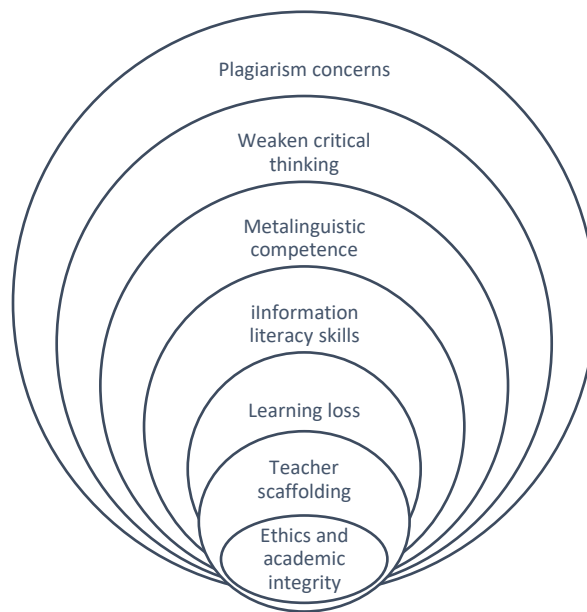 Plagiarism concerns
Weaken critical
thinking
Metalinguistic
competence
iInformation
literacy skills
Learning loss
Teacher
scaffolding
Ethics and
academic
integrity